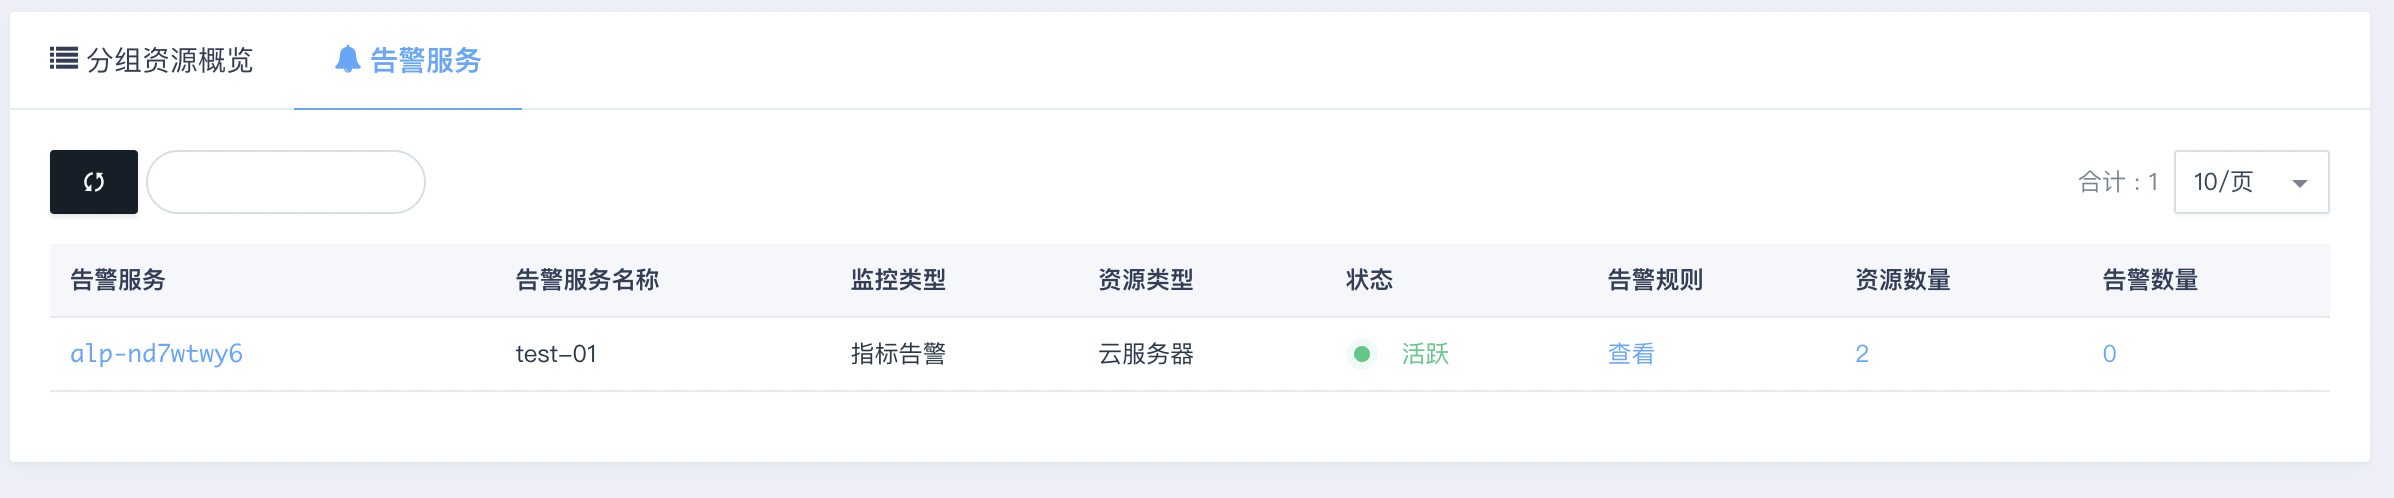 分组资源概览 告警服务
合计：1 10/页
告警服务 告警服务名称 监控类型 资源类型 状态 告警规则 资源数量 告警数量
alp-nd7wtwy6 test-01 指标告警 云服务器 活跃 查看 2 0